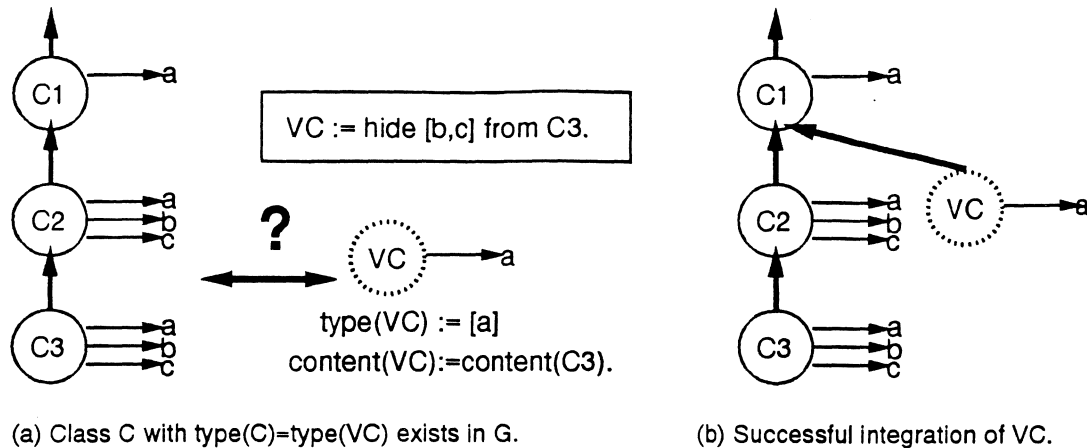 C1
a
VC := hide [b,c] from C3.
C2
a
b
c
?
VC
a
type(VC) := [a]
content(VC):=content(C3).
C3
a
b
c
(a) Class C with type(C)=type(VC) exists in G.
C1
a
VC
a
C2
a
b
c
C3
a
b
c
(b) Successful integration of VC.